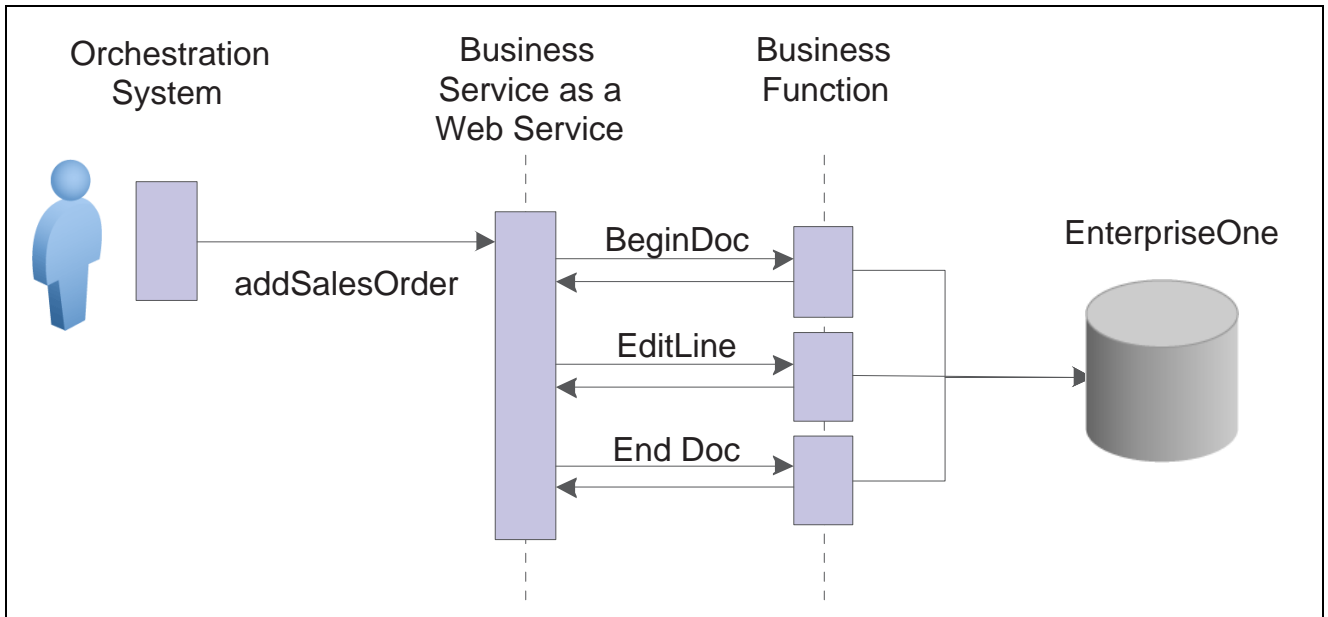 Orchestration
System
Business
Service as a
Web Service
Business
Function
BeginDoc
EnterpriseOne
addSalesOrder
EditLine
End Doc